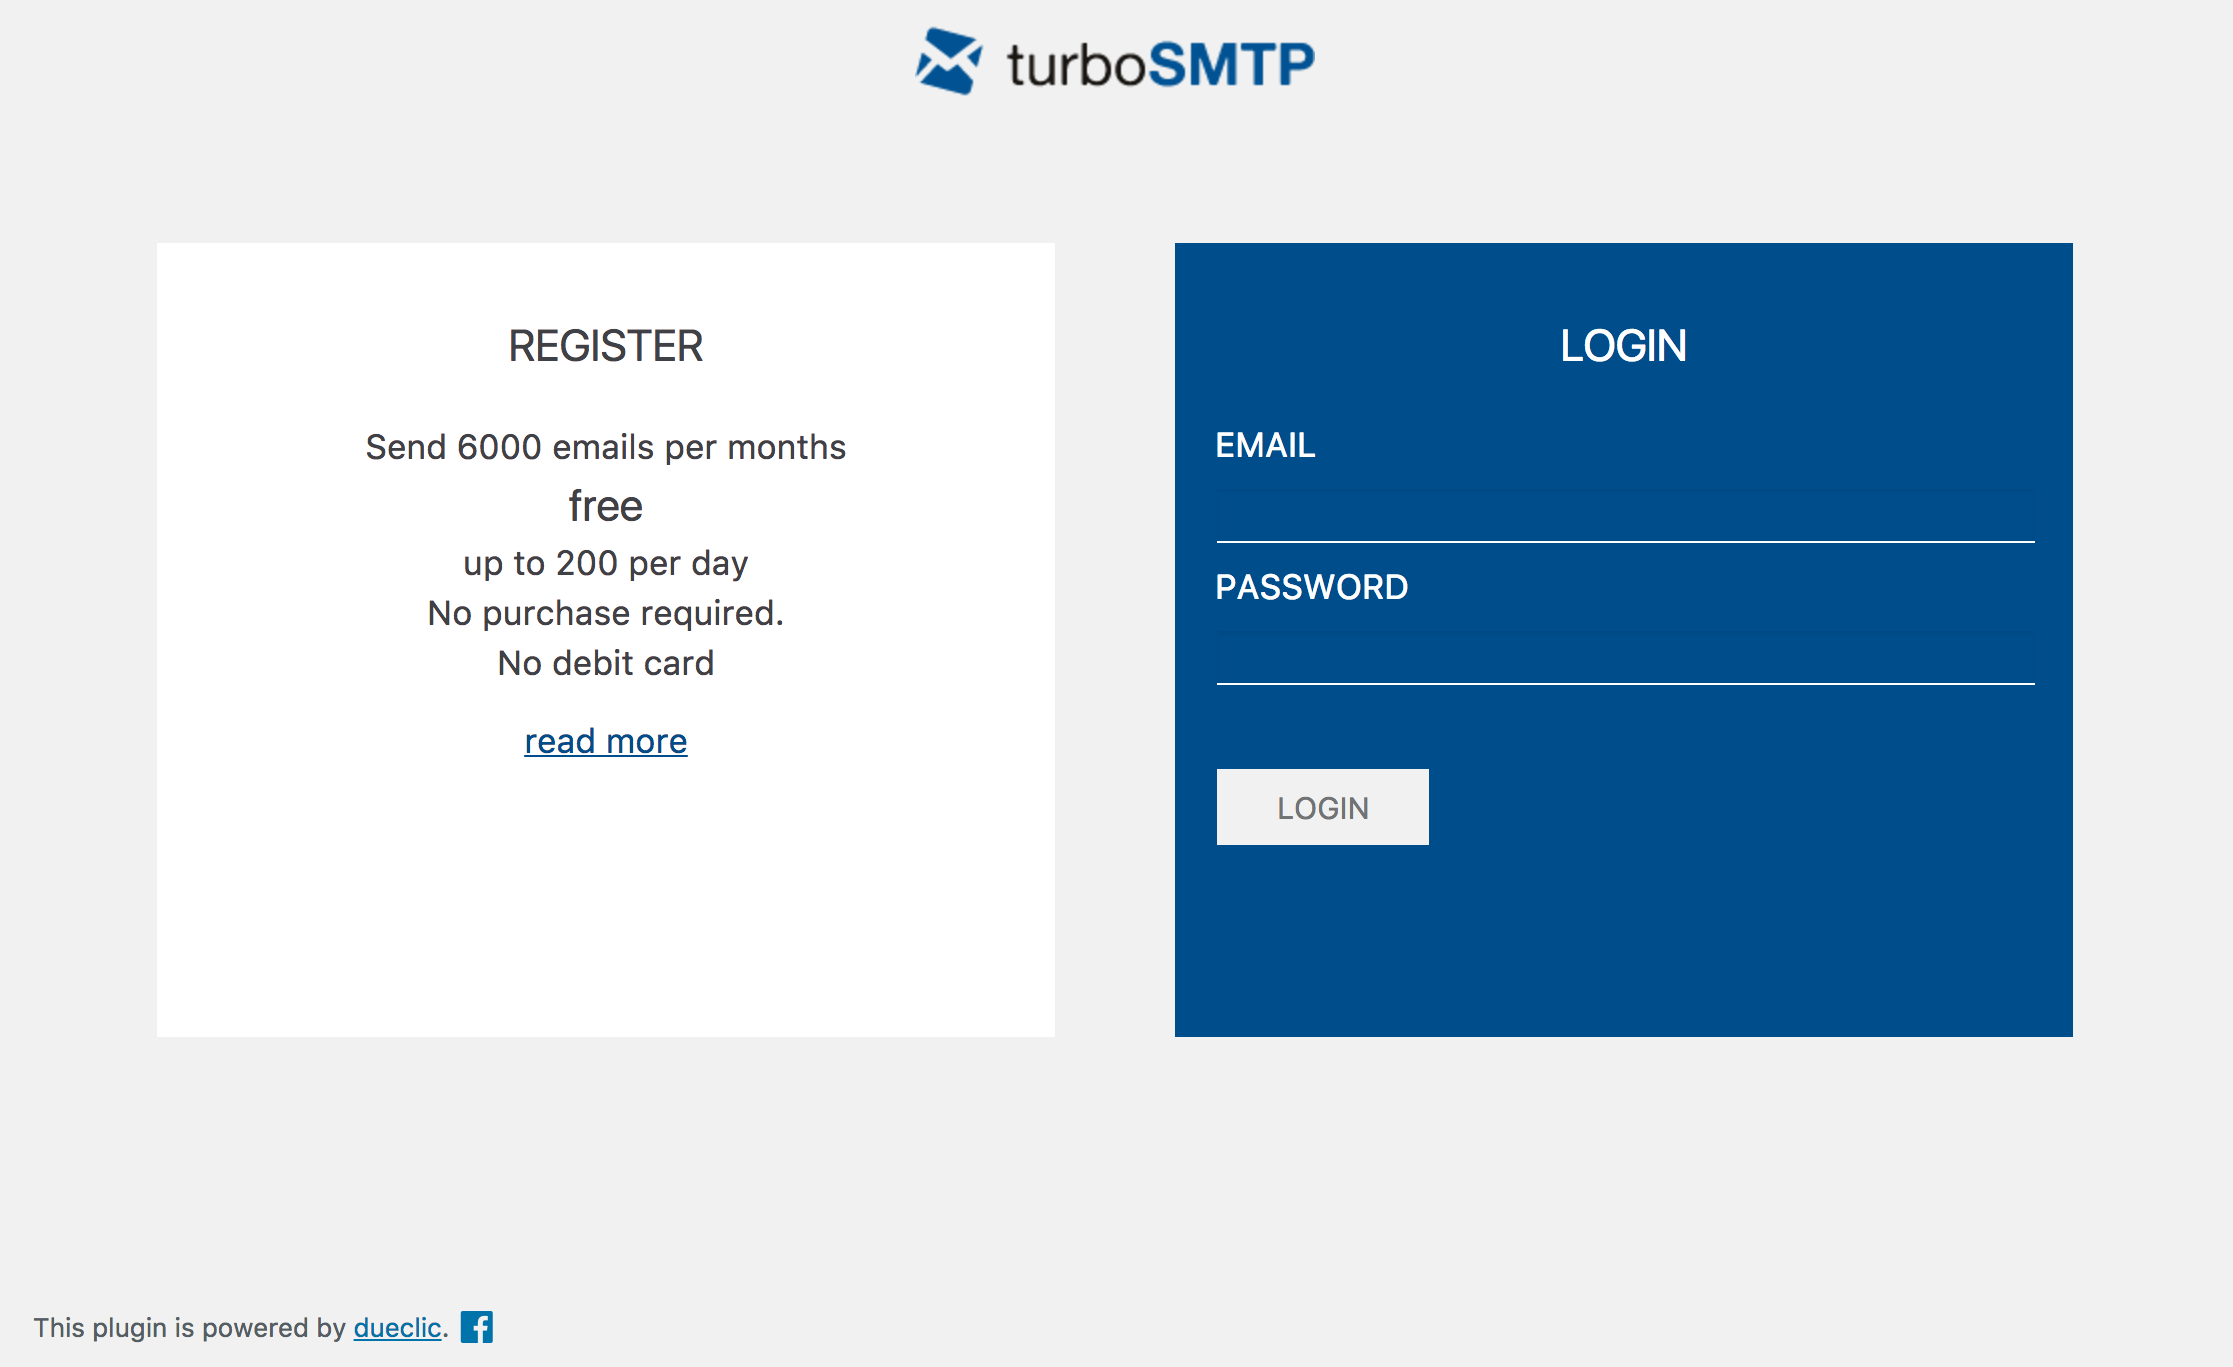 turboSMTP
REGISTER
Send 6000 emails per months
free
up to 200 per day
No purchase required.
No debit card
read more
LOGIN
EMAIL
PASSWORD
LOGIN
This plugin is powered by dueclic.